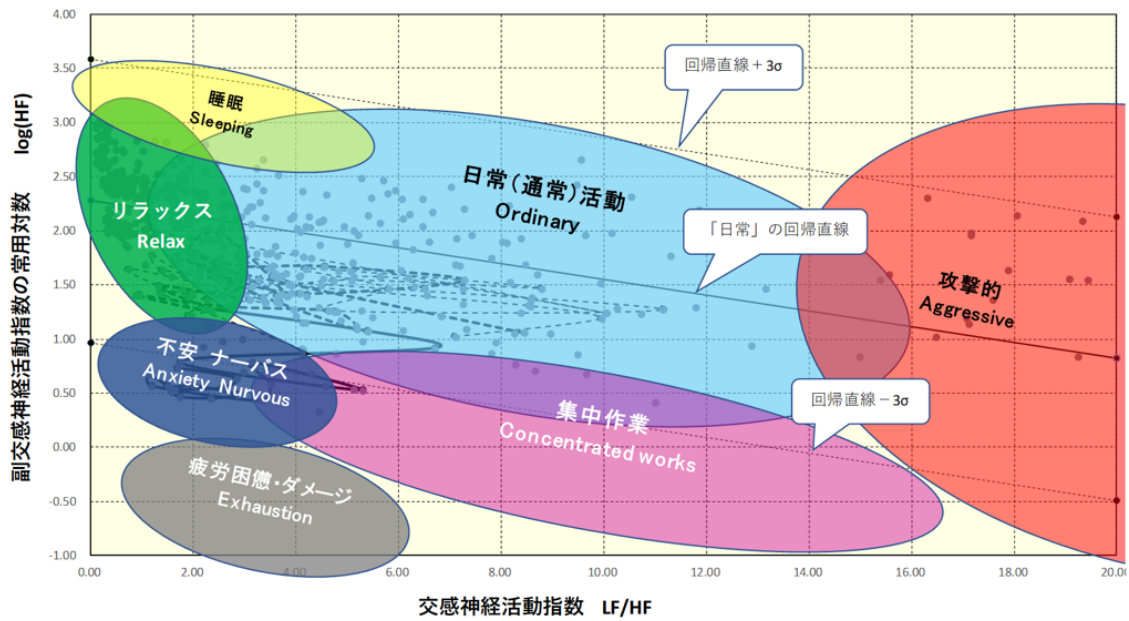 副交感神経活動指数の常用対数 log(HF)
4.00
3.50
3.00
2.50
2.00
1.50
1.00
0.50
0.00
-0.50
-1.00
睡眠
Sleeping
リラックス
Relax
日常（通常）活動
Ordinary
回帰直線＋3σ
「日常」の回帰直線
攻撃的
Aggressive
不安 ナーバス
Anxiety Nurvous
集中作業
Concentrated works
回帰直線－3σ
疲労困憊・ダメージ
Exhaustion
0.00 2.00 4.00 6.00 8.00 10.00 12.00 14.00 16.00 18.00 20.00
交感神経活動指数 LF/HF